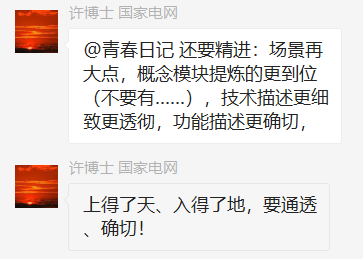 许博士 国家电网
@青春日记 还要精进：场景再
大点，概念模块提炼的更到位
（不要有......），技术描述更细
致更透彻，功能描述更确切，
许博士 国家电网
上得了天、入得了地，要通透
、确切！